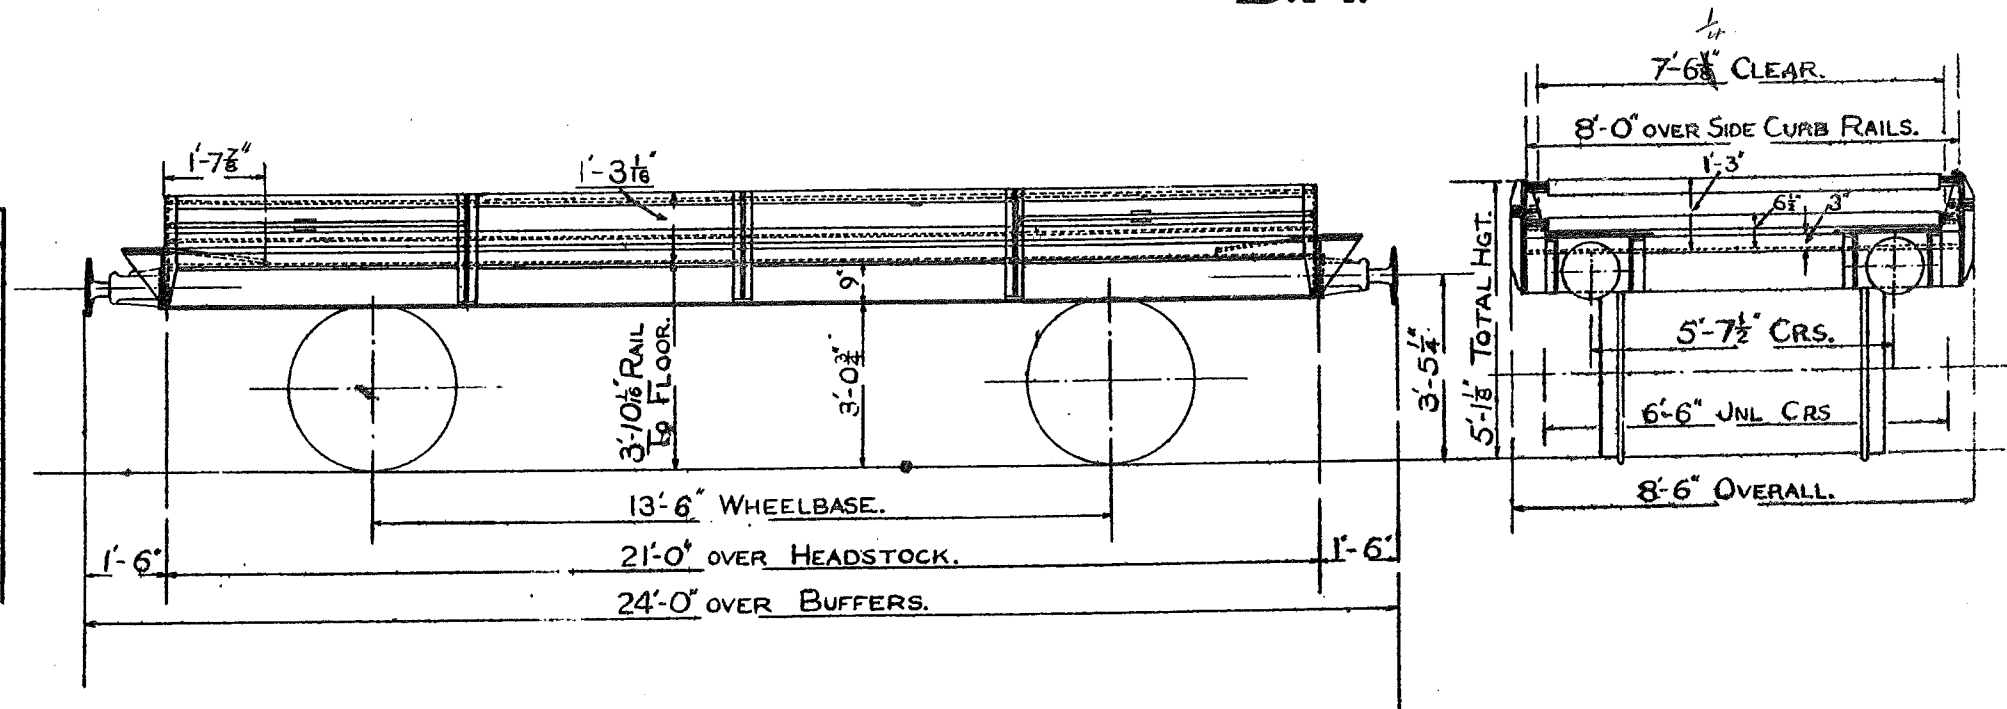 1/4
7'-6⅛" CLEAR.
8'-0" OVER SIDE CURB RAILS.
1'-7⅞"
1'-3 1/16"
1'-3"
6½"
3"
9"
3'-10 1/16" RAIL
TO FLOOR.
3'-0¾"
3'-5¼"
5'-1⅛" TOTAL HGT.
5'-7½" CRS.
6'-6" JNL CRS
8'-6" OVERALL.
13'-6" WHEELBASE.
1'-6"
21'-0" OVER HEADSTOCK.
1'-6"
24'-0" OVER BUFFERS.